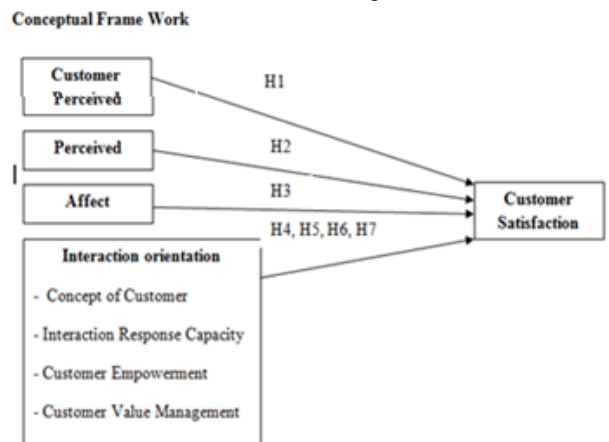 Conceptual Frame Work
Customer
Perceived
H1
Perceived
H2
Affect
H3
Customer
Satisfaction
H4, H5, H6, H7
Interaction orientation
- Concept of Customer
- Interaction Response Capacity
- Customer Empowerment
- Customer Value Management